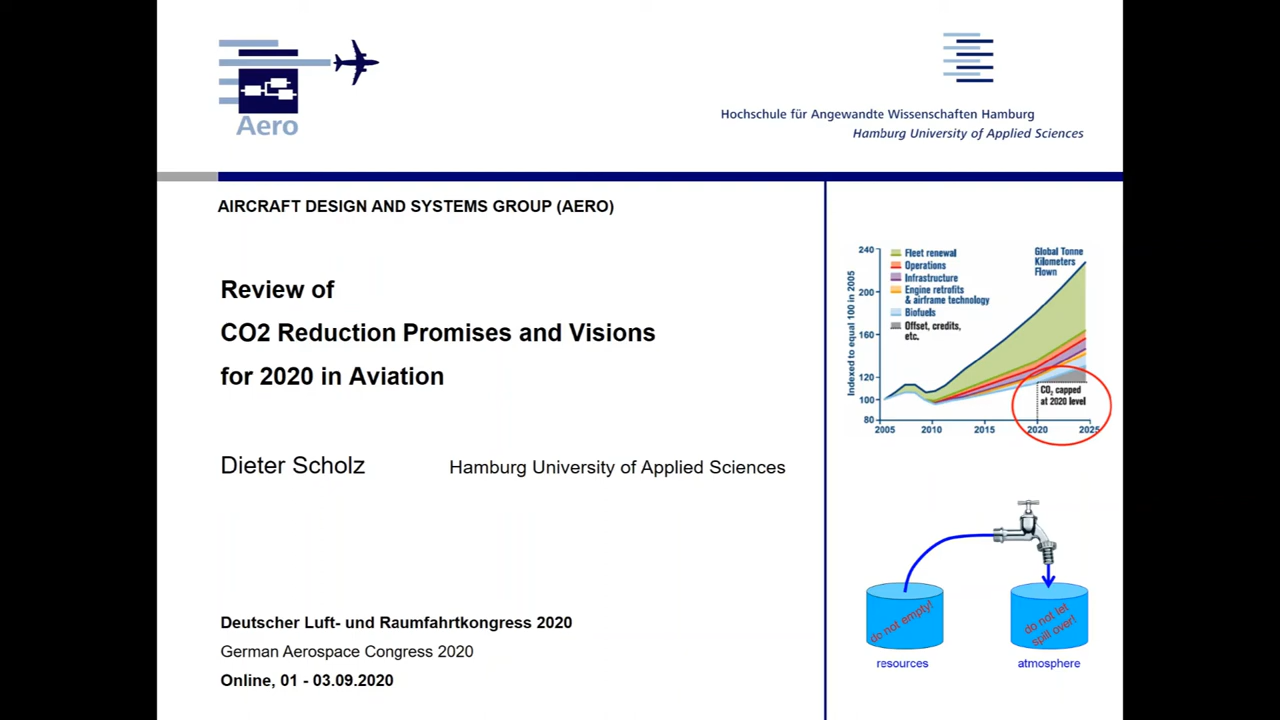 Aero
Hochschule für Angewandte Wissenschaften Hamburg
Hamburg University of Applied Sciences
AIRCRAFT DESIGN AND SYSTEMS GROUP (AERO)
Review of
CO2 Reduction Promises and Visions
for 2020 in Aviation
Dieter Scholz
Hamburg University of Applied Sciences
Deutscher Luft- und Raumfahrtkongress 2020
German Aerospace Congress 2020
Online, 01 - 03.09.2020
240
200
160
120
100
80
Indexed to equal 100 in 2005
Fleet renewal
Operations
Infrastructure
Engine retrofits
& airframe technology
Biofuels
Offset, credits,
etc.
Global Tonne
Kilometers
Flown
CO₂ capped
at 2020 level
2005
2010
2015
2020
2025
do not empty!
resources
do not let
spill over!
atmosphere